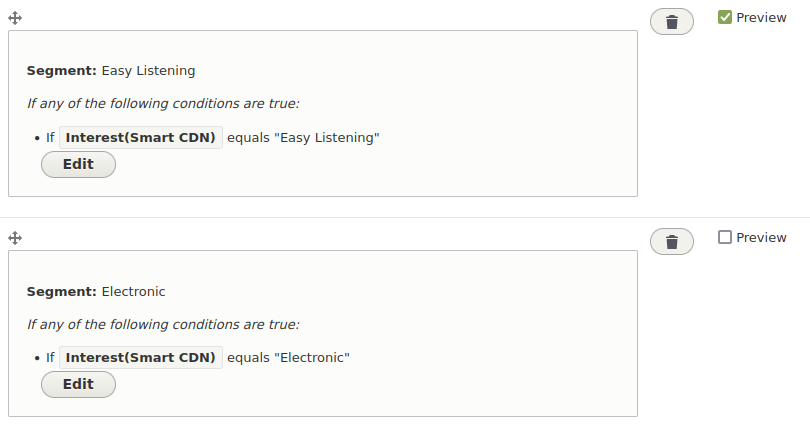 Preview
Segment: Easy Listening
If any of the following conditions are true:
• If Interest(Smart CDN) equals "Easy Listening"
Edit
Preview
Segment: Electronic
If any of the following conditions are true:
• If Interest(Smart CDN) equals "Electronic"
Edit